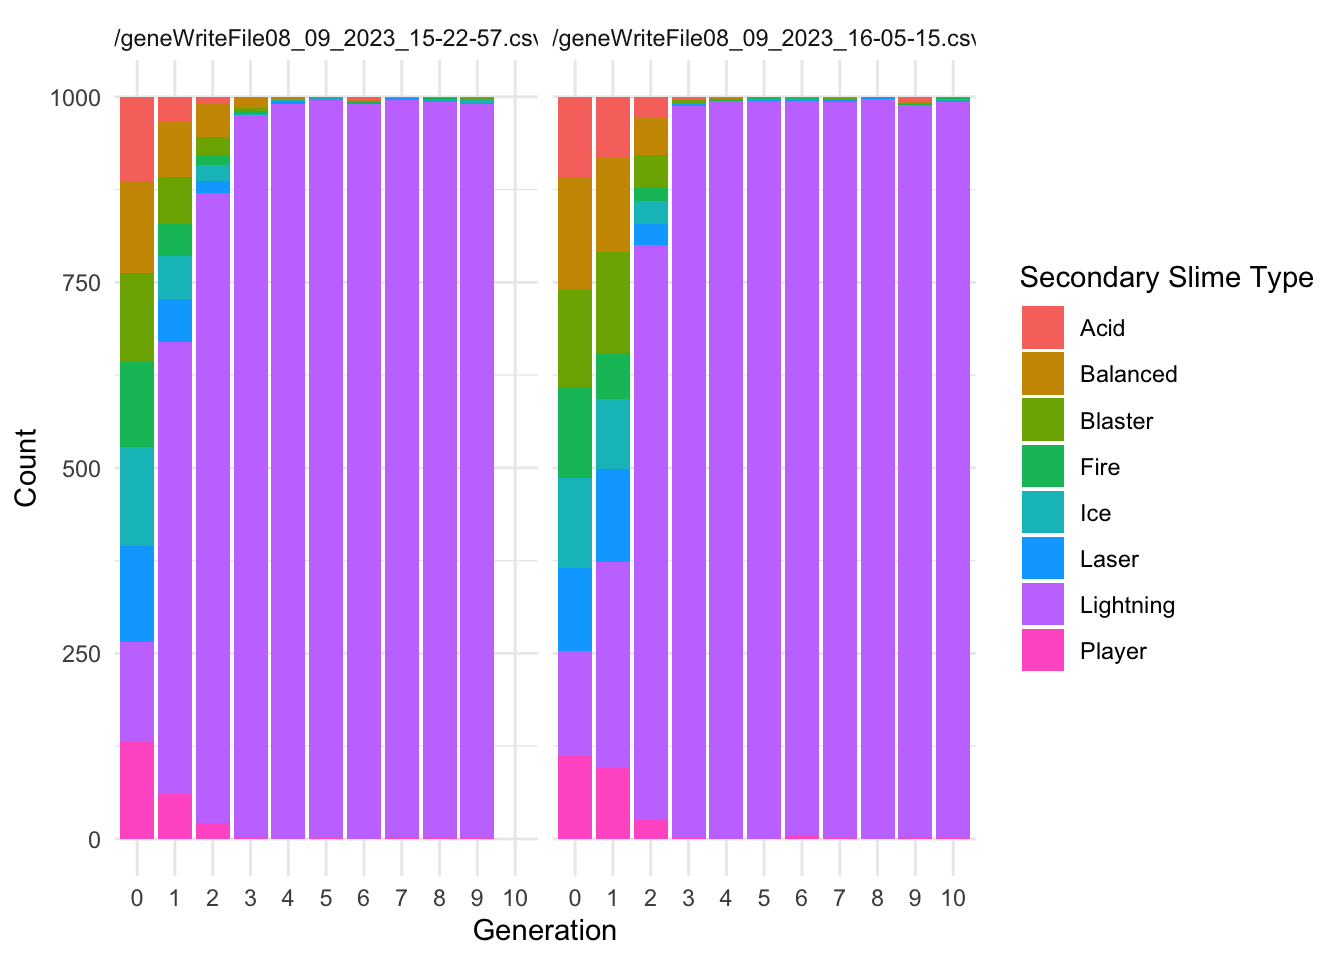 /geneWriteFile08_09_2023_15-22-57.csv
/geneWriteFile08_09_2023_16-05-15.csv
1000
750
500
250
0
Count
0 1 2 3 4 5 6 7 8 9 10
0 1 2 3 4 5 6 7 8 9 10
Generation
Secondary Slime Type
Acid
Balanced
Blaster
Fire
Ice
Laser
Lightning
Player